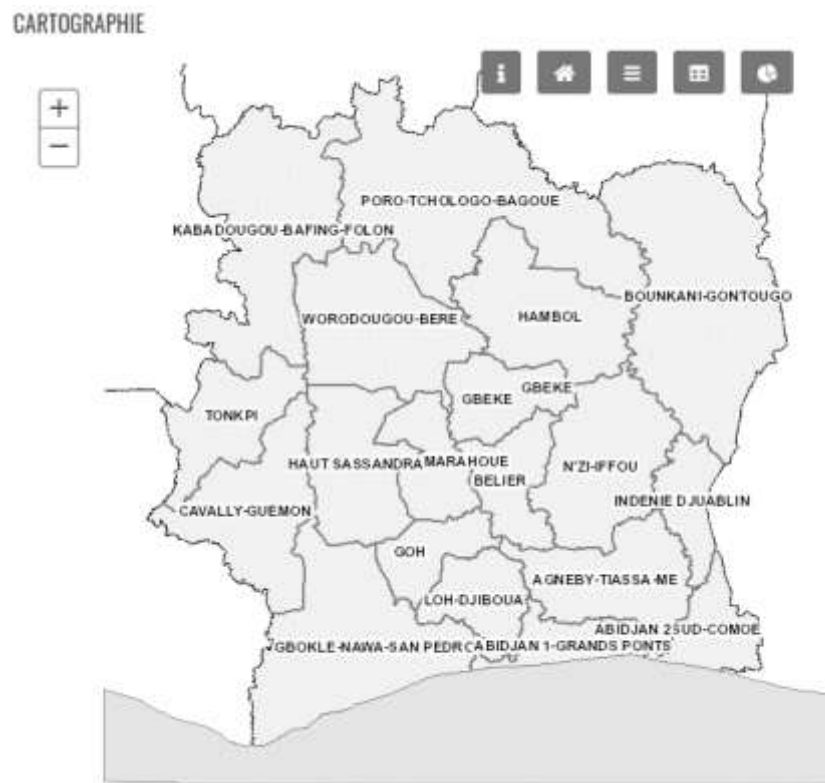 CARTOGRAPHIE
+
−
PORO-TCHOLOGO-BAGOUE
KABADOUGOU-BAFING-FOLON
BOUNKANI-GONTOUGO
WORODOUGOU-BERE
HAMBOL
GBEKE
GBEKE
TONKPI
HAUT SASSANDRA
MARAHOUE
N'ZI-IFFOU
BELIER
INDENIE DJUABLIN
CAVALLY-GUEMON
GOH
AGNEBY-TIASSA-ME
LOH-DJIBOUA
ABIDJAN 2
SUD-COMOE
GBOKLE-NAWA-SAN PEDRO
ABIDJAN 1-GRANDS PONTS